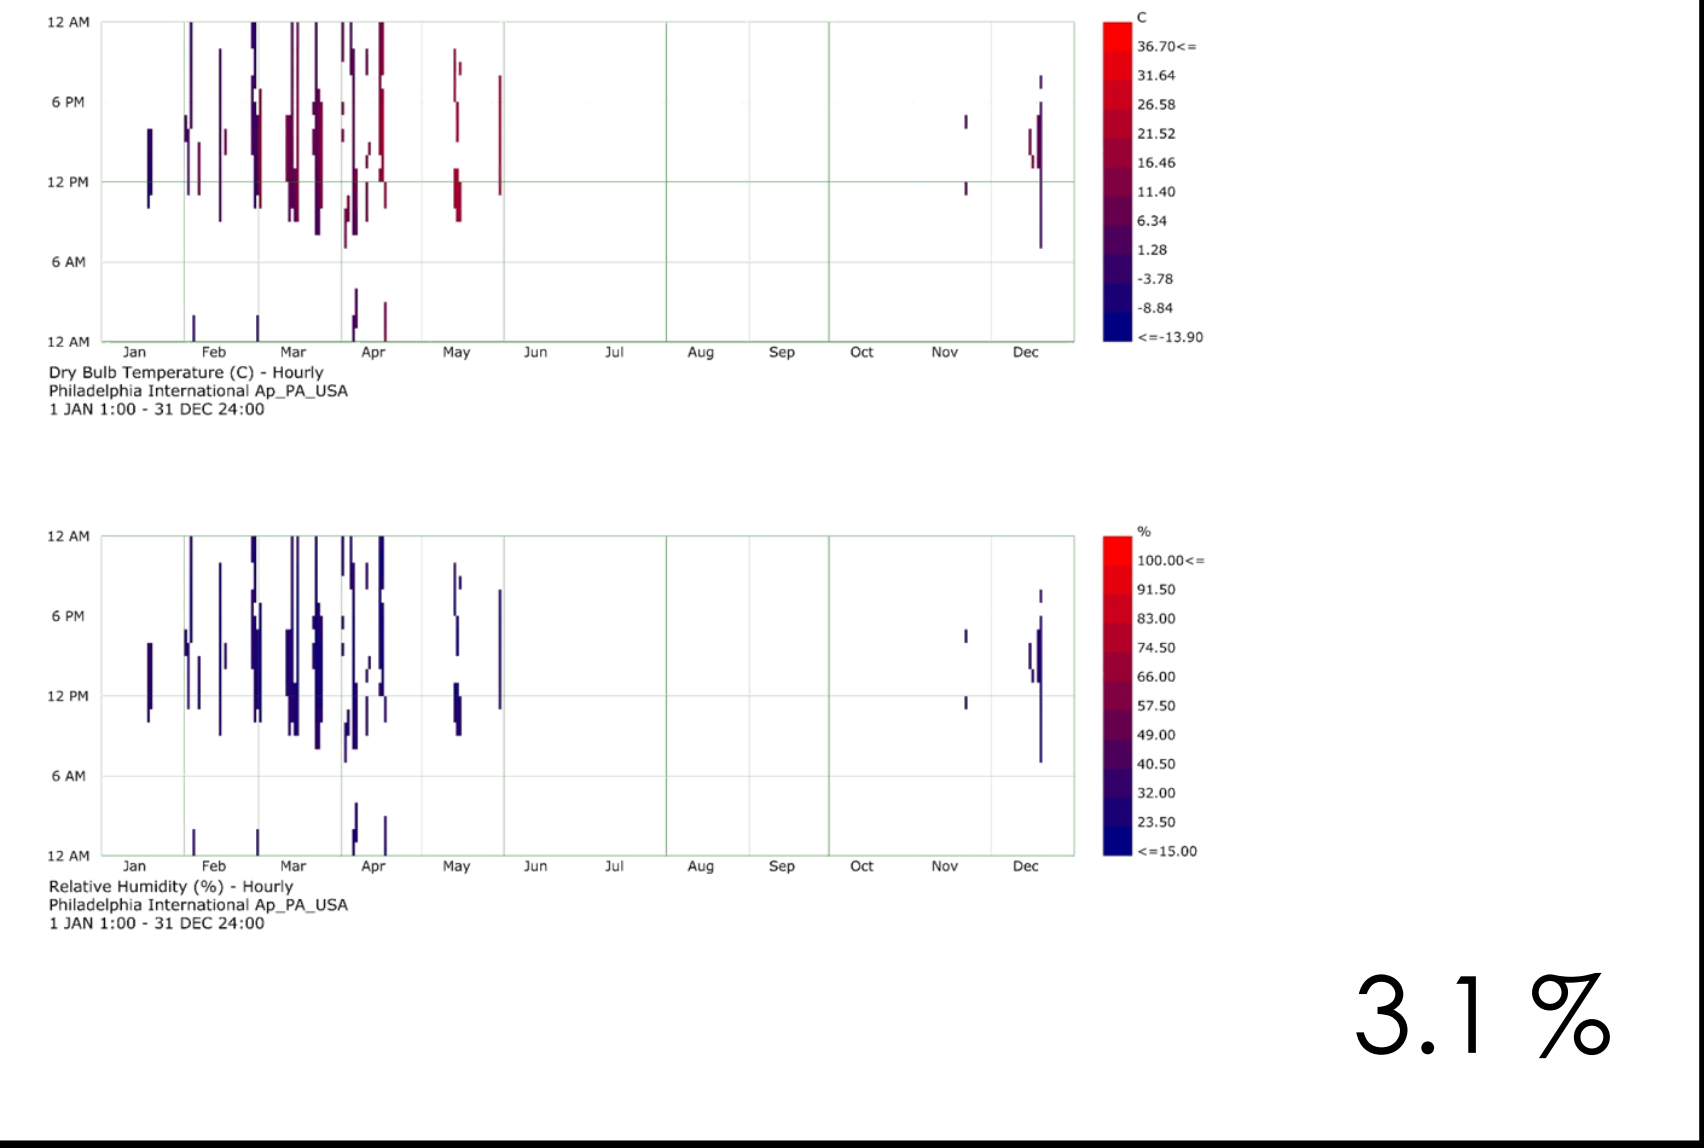 12 AM
6 PM
12 PM
6 AM
12 AM
Jan Feb Mar Apr May Jun Jul Aug Sep Oct Nov Dec
C
36.70<=
31.64
26.58
21.52
16.46
11.40
6.34
1.28
-3.78
-8.84
<=-13.90
Dry Bulb Temperature (C) - Hourly
Philadelphia International Ap_PA_USA
1 JAN 1:00 - 31 DEC 24:00
12 AM
6 PM
12 PM
6 AM
12 AM
Jan Feb Mar Apr May Jun Jul Aug Sep Oct Nov Dec
%
100.00<=
91.50
83.00
74.50
66.00
57.50
49.00
40.50
32.00
23.50
<=15.00
Relative Humidity (%) - Hourly
Philadelphia International Ap_PA_USA
1 JAN 1:00 - 31 DEC 24:00
3.1 %